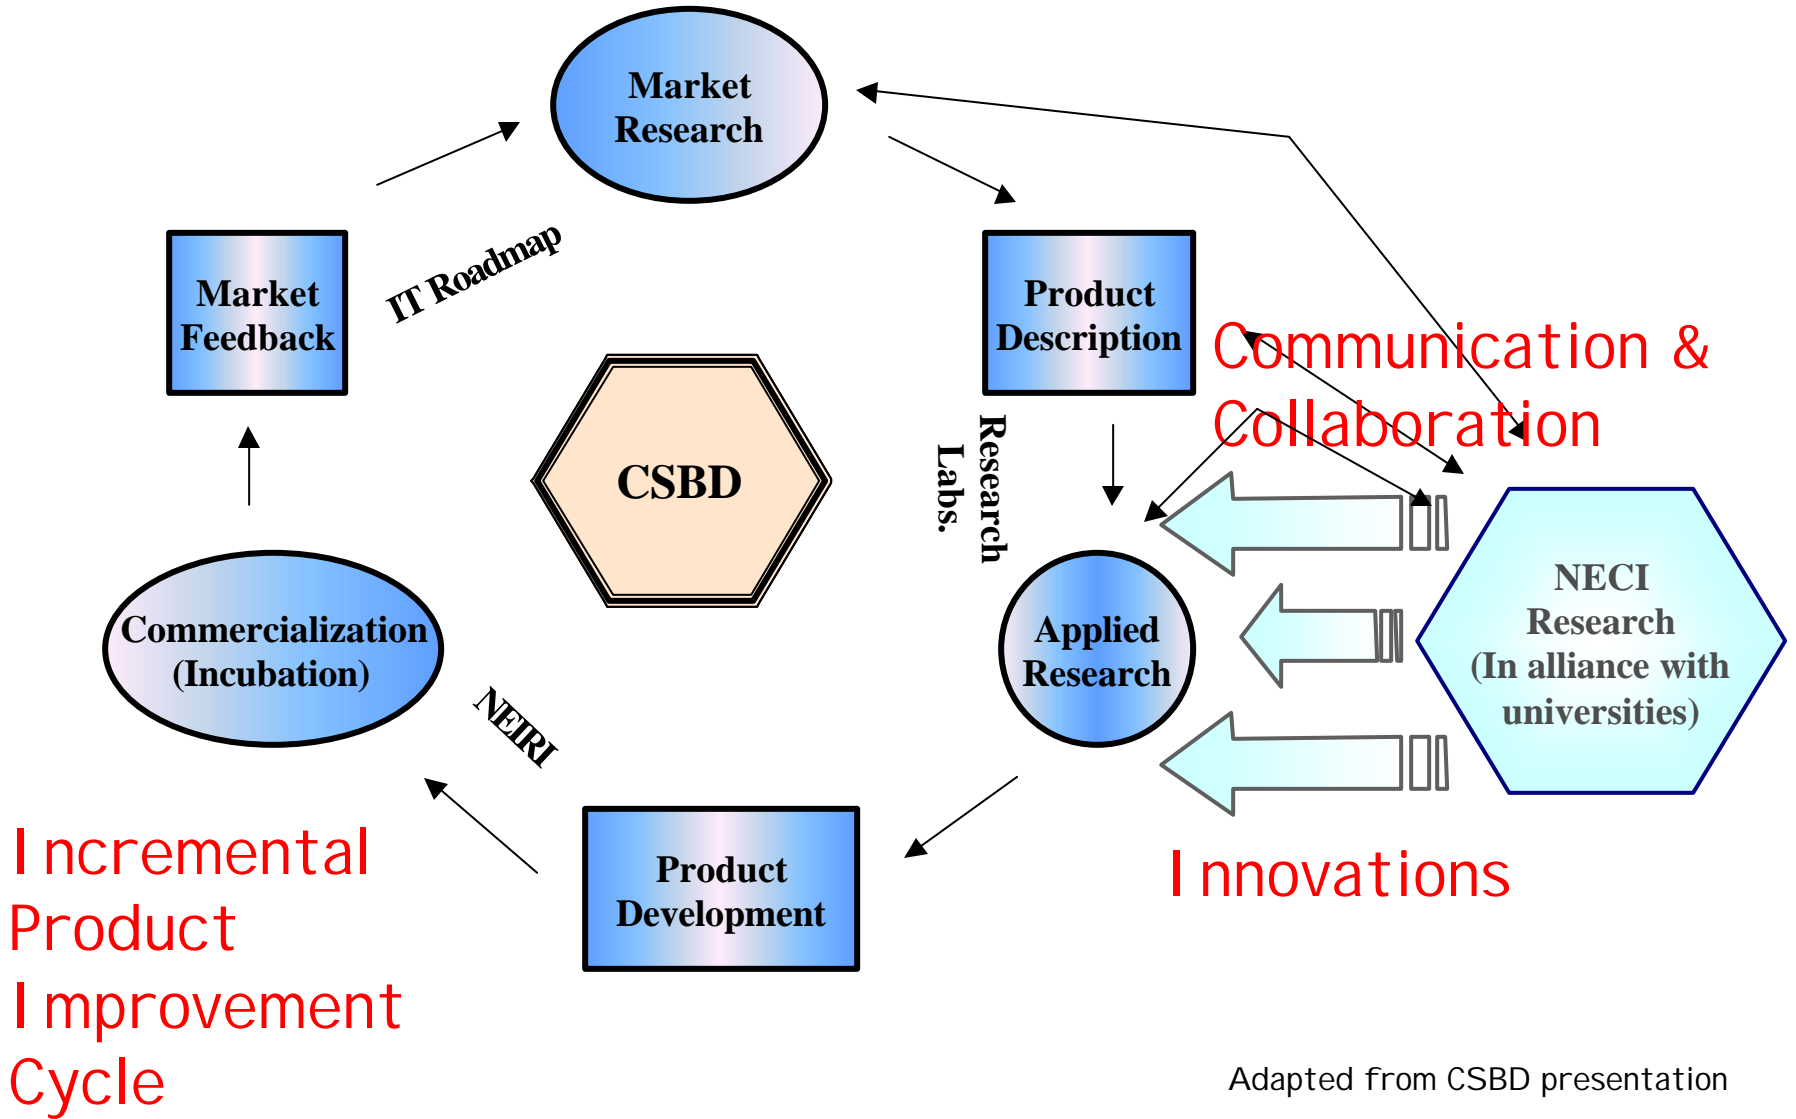 Market
Research
IT Roadmap
Market
Feedback
Product
Description
Communication &
Collaboration
Research
Labs.
CSBD
NECI
Research
(In alliance with
universities)
Applied
Research
Commercialization
(Incubation)
NEIRI
Product
Development
Innovations
Incremental
Product
Improvement
Cycle
Adapted from CSBD presentation